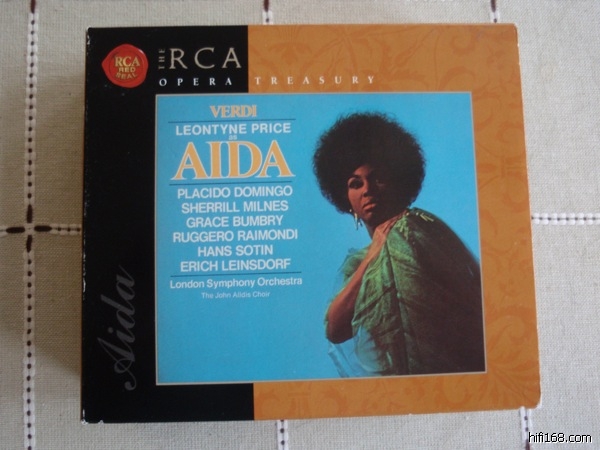 RCA
RED
SEAL
THE RCA
OPERA TREASURY
VERDI
LEONTYNE PRICE
as
AIDA
PLACIDO DOMINGO
SHERRILL MILNES
GRACE BUMBRY
RUGGERO RAIMONDI
HANS SOTIN
ERICH LEINSDORF
London Symphony Orchestra
The John Alldis Choir
Aida
hifi168.com